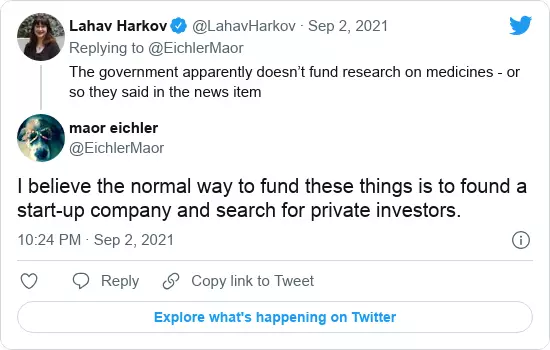 Lahav Harkov @LahavHarkov · Sep 2, 2021
Replying to @EichlerMaor
The government apparently doesn’t fund research on medicines - or
so they said in the news item
maor eichler
@EichlerMaor
I believe the normal way to fund these things is to found a
start-up company and search for private investors.
10:24 PM · Sep 2, 2021
Reply Copy link to Tweet
Explore what's happening on Twitter